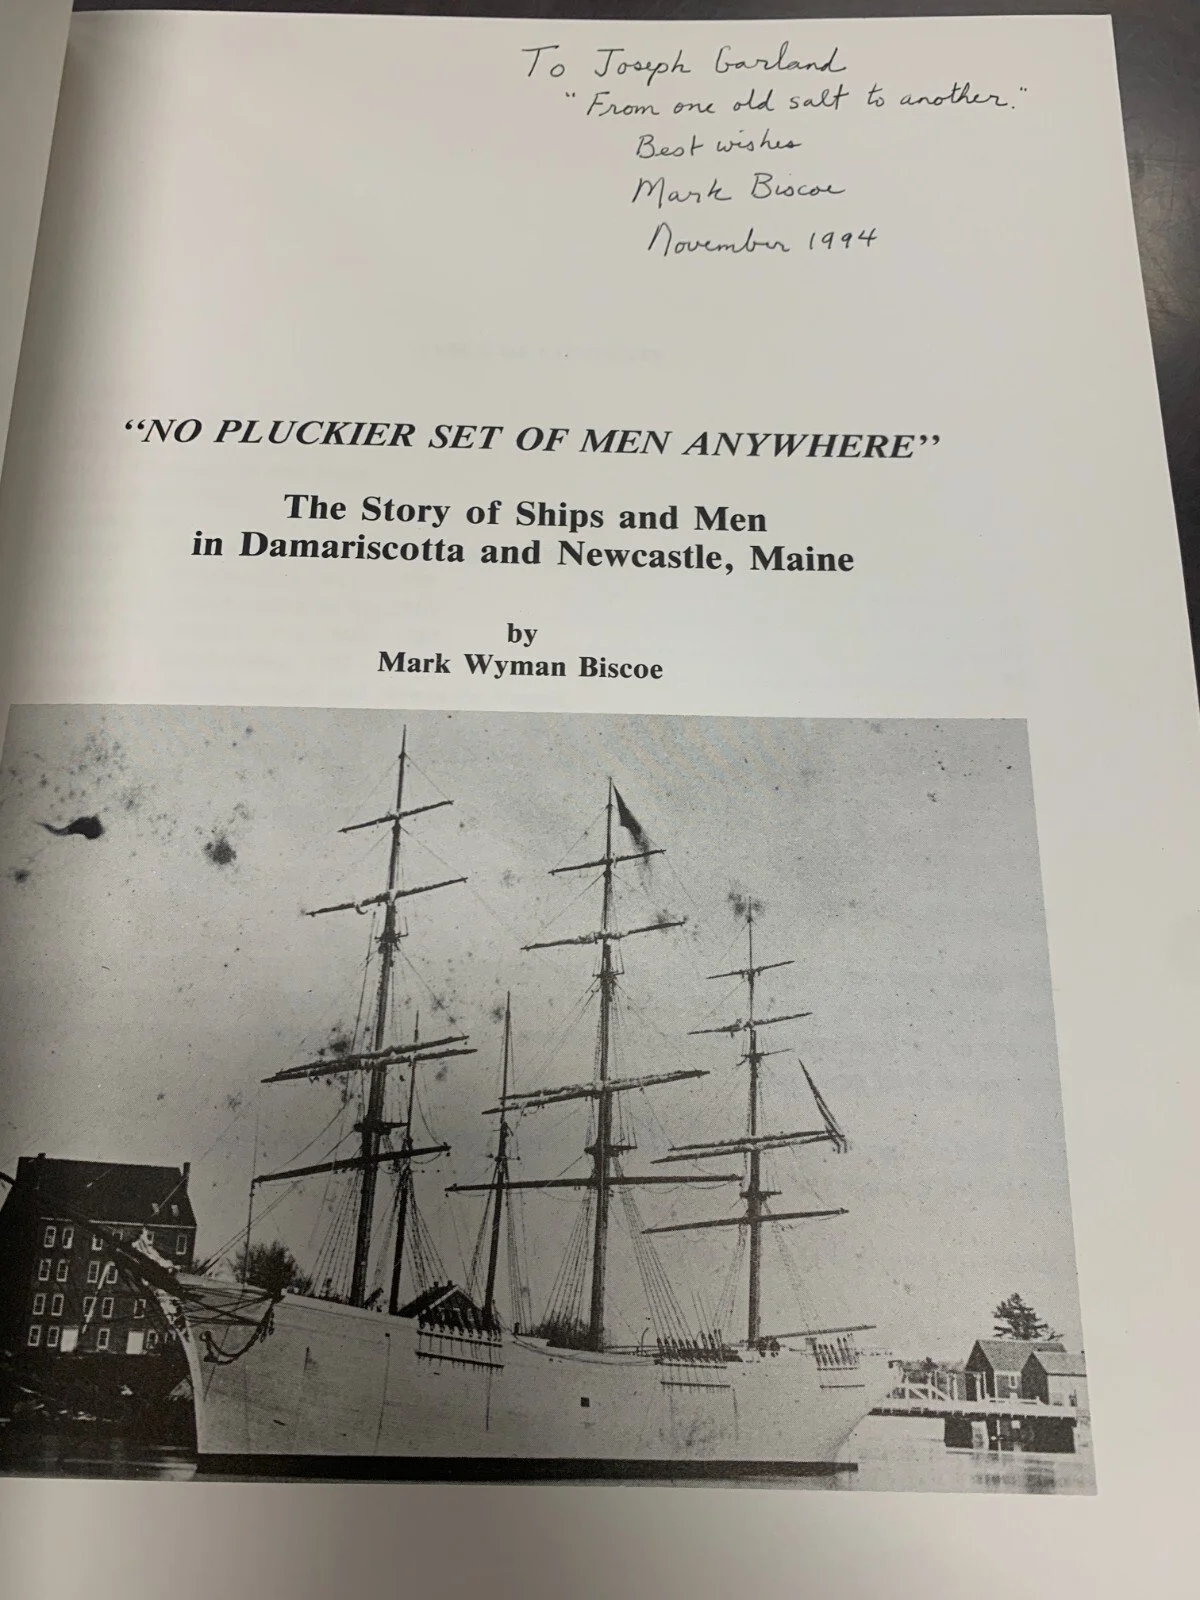 To Joseph Garland
"From one old salt to another."
Best wishes
Mark Biscoe
November 1994
“NO PLUCKIER SET OF MEN ANYWHERE”
The Story of Ships and Men
in Damariscotta and Newcastle, Maine
by
Mark Wyman Biscoe